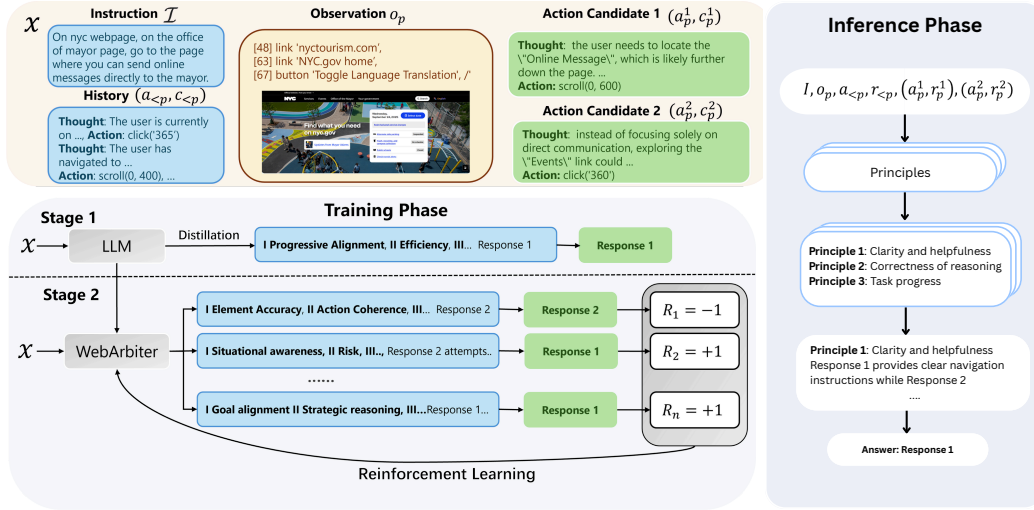 x
Instruction I
On nyc webpage, on the office
of mayor page, go to the page
where you can send online
messages directly to the mayor.
History (a<p, c<p)
Thought: The user is currently
on ..., Action: click('365')
Thought: The user has
navigated to ...
Action: scroll(0, 400), ...
Observation o_p
[48] link 'nyctourism.com',
[63] link 'NYC.gov home',
[67] button 'Toggle Language Translation', /'
NYC
Find what you need
on nyc.gov
Action Candidate 1 (a_p^1, c_p^1)
Thought: the user needs to locate the
\"Online Message\", which is likely further
down the page. ...
Action: scroll(0, 600)
Action Candidate 2 (a_p^2, c_p^2)
Thought: instead of focusing solely on
direct communication, exploring the
\"Events\" link could ...
Action: click('360')
Training Phase
Stage 1
x
LLM
Distillation
I Progressive Alignment, II Efficiency, III... Response 1
Response 1
Stage 2
x
WebArbiter
I Element Accuracy, II Action Coherence, III... Response 2
Response 2
R_1 = −1
I Situational awareness, II Risk, III.., Response 2 attempts..
Response 1
R_2 = +1
......
I Goal alignment II Strategic reasoning, III...Response 1...
Response 1
R_n = +1
Reinforcement Learning
Inference Phase
I, o_p, a<p, r<p, (a_p^1, r_p^1), (a_p^2, r_p^2)
Principles
Principle 1: Clarity and helpfulness
Principle 2: Correctness of reasoning
Principle 3: Task progress
Principle 1: Clarity and helpfulness
Response 1 provides clear navigation
instructions while Response 2
....
Answer: Response 1